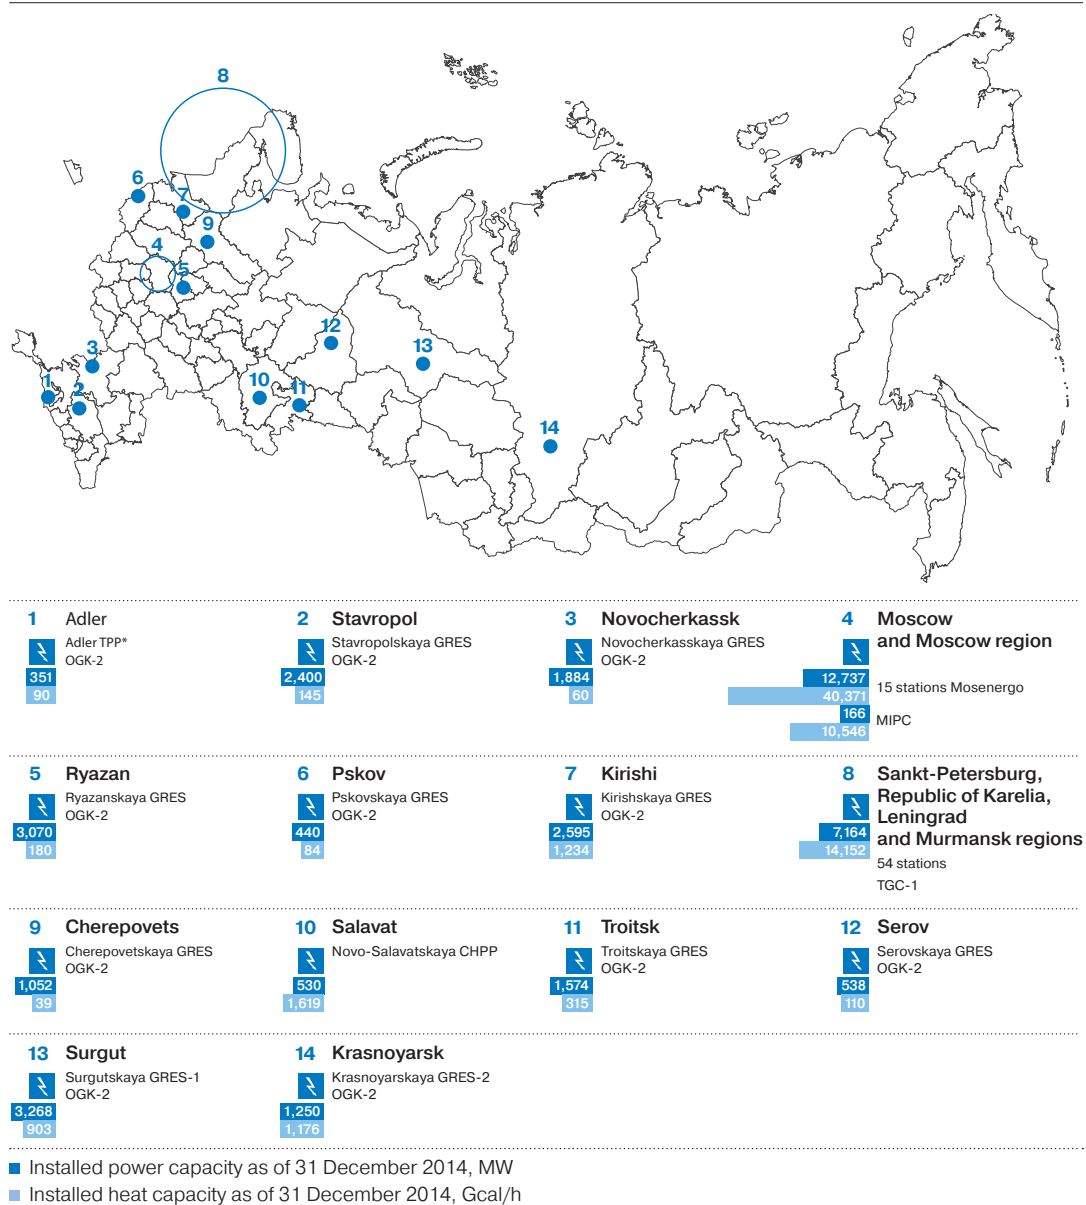 8
6
7
9
4
5
12
3
13
1
2
10
11
14
1 Adler
Adler TPP*
OGK-2
351
90
2 Stavropol
Stavropolskaya GRES
OGK-2
2,400
145
3 Novocherkassk
Novocherkasskaya GRES
OGK-2
1,884
60
4 Moscow
and Moscow region
12,737
40,371
15 stations Mosenergo
166
10,546
MIPC
5 Ryazan
Ryazanskaya GRES
OGK-2
3,070
180
6 Pskov
Pskovskaya GRES
OGK-2
440
84
7 Kirishi
Kirishskaya GRES
OGK-2
2,595
1,234
8 Sankt-Petersburg,
Republic of Karelia,
Leningrad
and Murmansk regions
7,164
14,152
54 stations
TGC-1
9 Cherepovets
Cherepovetskaya GRES
OGK-2
1,052
39
10 Salavat
Novo-Salavatskaya CHPP
530
1,619
11 Troitsk
Troitskaya GRES
OGK-2
1,574
315
12 Serov
Serovskaya GRES
OGK-2
538
110
13 Surgut
Surgutskaya GRES-1
OGK-2
3,268
903
14 Krasnoyarsk
Krasnoyarskaya GRES-2
OGK-2
1,250
1,176
Installed power capacity as of 31 December 2014, MW
Installed heat capacity as of 31 December 2014, Gcal/h